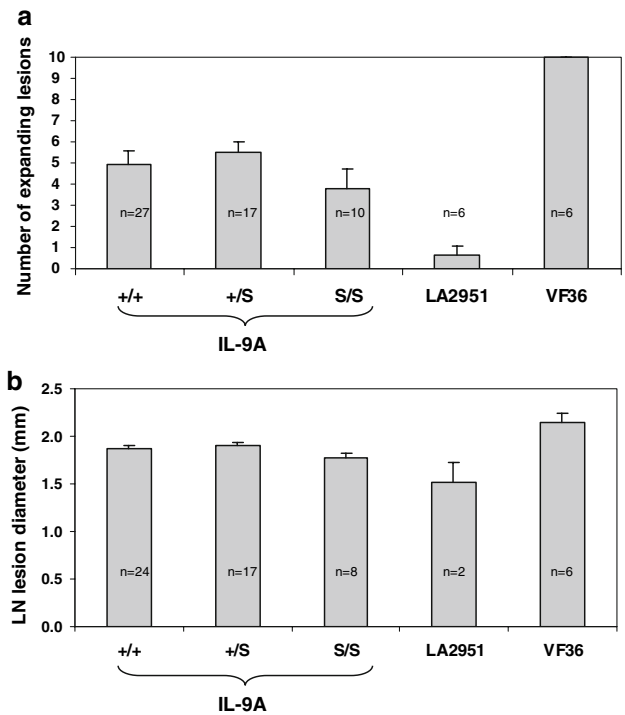 a
Number of expanding lesions
10
9
8
7
6
5
4
3
2
1
0
n=27
n=17
n=10
n=6
n=6
+/+
+/S
S/S
LA2951
VF36
IL-9A
b
LN lesion diameter (mm)
2.5
2.0
1.5
1.0
0.5
0.0
n=24
n=17
n=8
n=2
n=6
+/+
+/S
S/S
LA2951
VF36
IL-9A